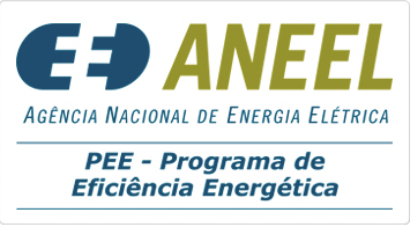 ANEEL
AGÊNCIA NACIONAL DE ENERGIA ELÉTRICA
PEE - Programa de
Eficiência Energética